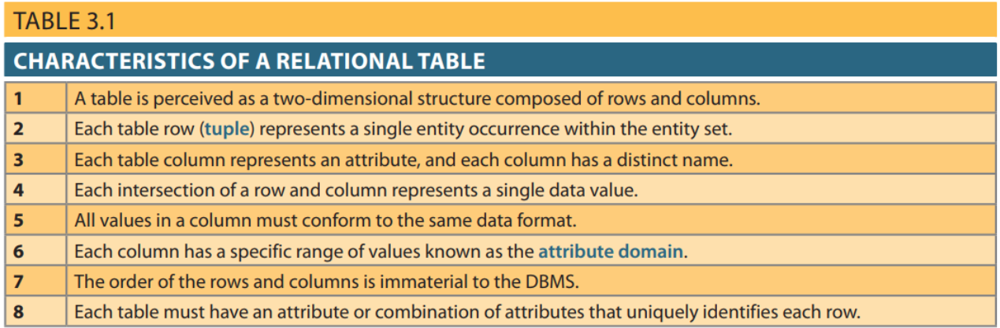 TABLE 3.1
CHARACTERISTICS OF A RELATIONAL TABLE
1 A table is perceived as a two-dimensional structure composed of rows and columns.
2 Each table row (tuple) represents a single entity occurrence within the entity set.
3 Each table column represents an attribute, and each column has a distinct name.
4 Each intersection of a row and column represents a single data value.
5 All values in a column must conform to the same data format.
6 Each column has a specific range of values known as the attribute domain.
7 The order of the rows and columns is immaterial to the DBMS.
8 Each table must have an attribute or combination of attributes that uniquely identifies each row.